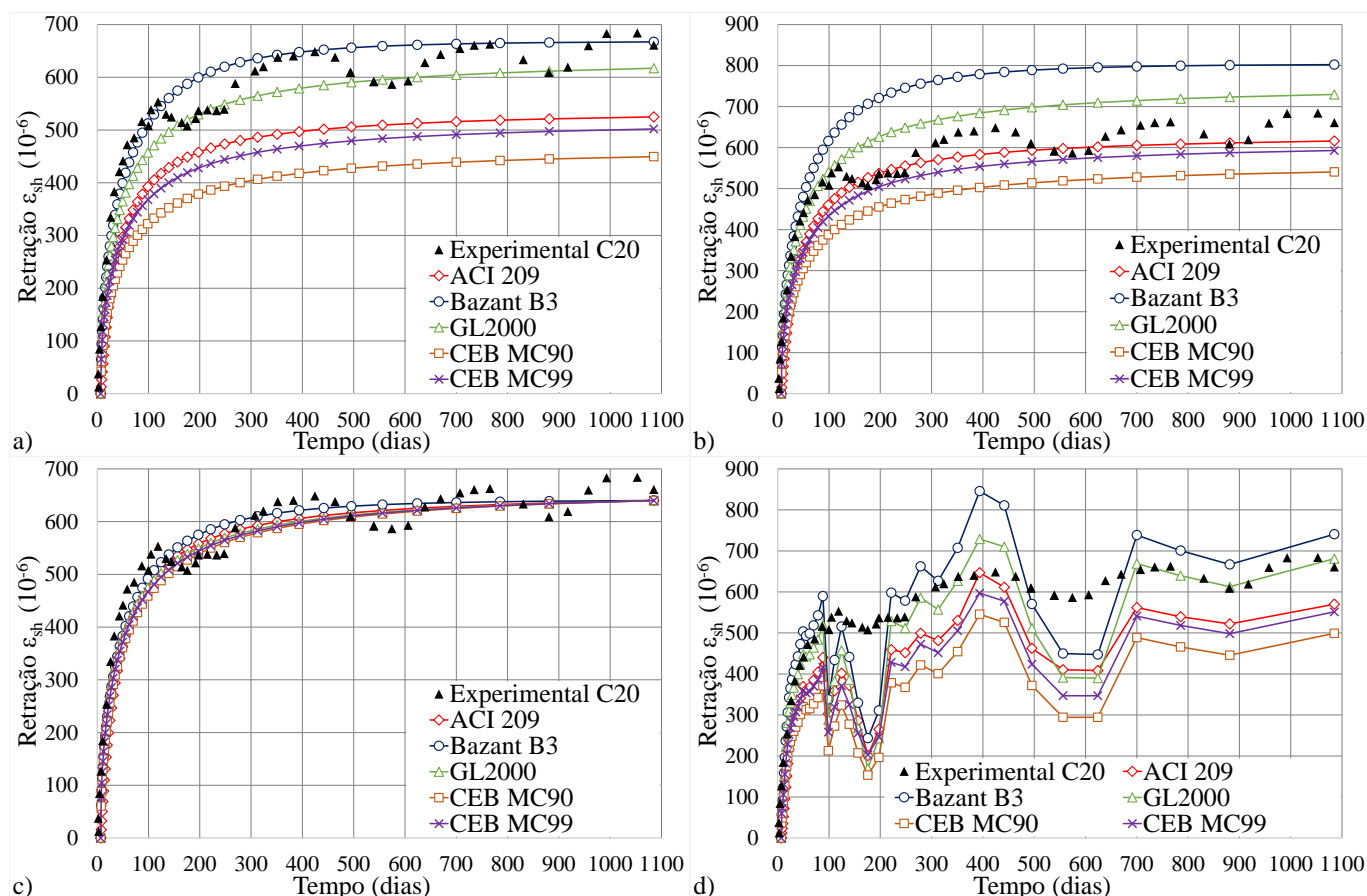 700
600
500
400
300
200
100
0
Retração εsh (10-6)
Experimental C20
ACI 209
Bazant B3
GL2000
CEB MC90
CEB MC99
0 100 200 300 400 500 600 700 800 900 1000 1100
Tempo (dias)
a)
900
800
700
600
500
400
300
200
100
0
Retração εsh (10-6)
Experimental C20
ACI 209
Bazant B3
GL2000
CEB MC90
CEB MC99
0 100 200 300 400 500 600 700 800 900 1000 1100
Tempo (dias)
b)
700
600
500
400
300
200
100
0
Retração εsh (10-6)
Experimental C20
ACI 209
Bazant B3
GL2000
CEB MC90
CEB MC99
0 100 200 300 400 500 600 700 800 900 1000 1100
Tempo (dias)
c)
900
800
700
600
500
400
300
200
100
0
Retração εsh (10-6)
Experimental C20 ACI 209
Bazant B3 GL2000
CEB MC90 CEB MC99
0 100 200 300 400 500 600 700 800 900 1000 1100
Tempo (dias)
d)